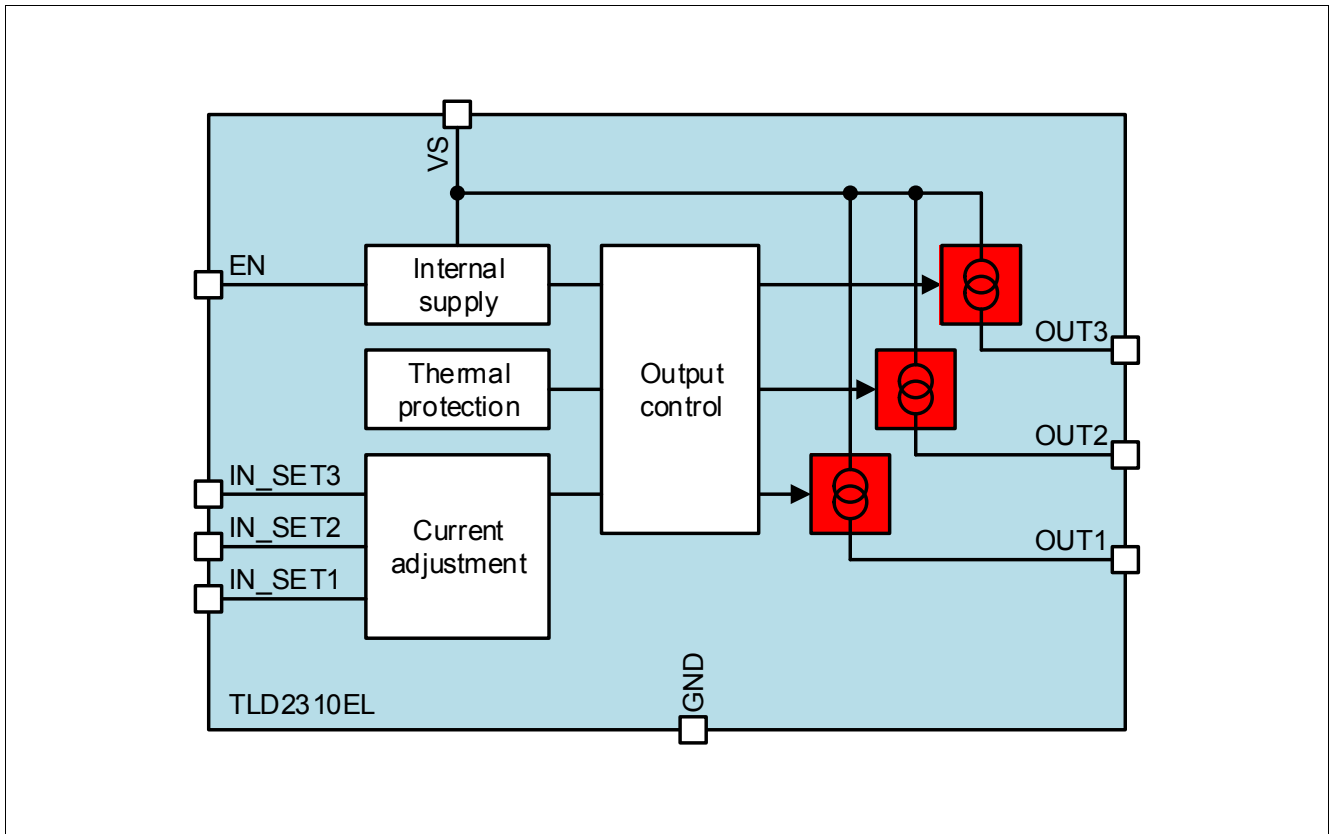 VS
EN
Internal
supply
OUT3
Thermal
protection
Output
control
OUT2
IN_SET3
IN_SET2
IN_SET1
Current
adjustment
OUT1
GND
TLD2310EL